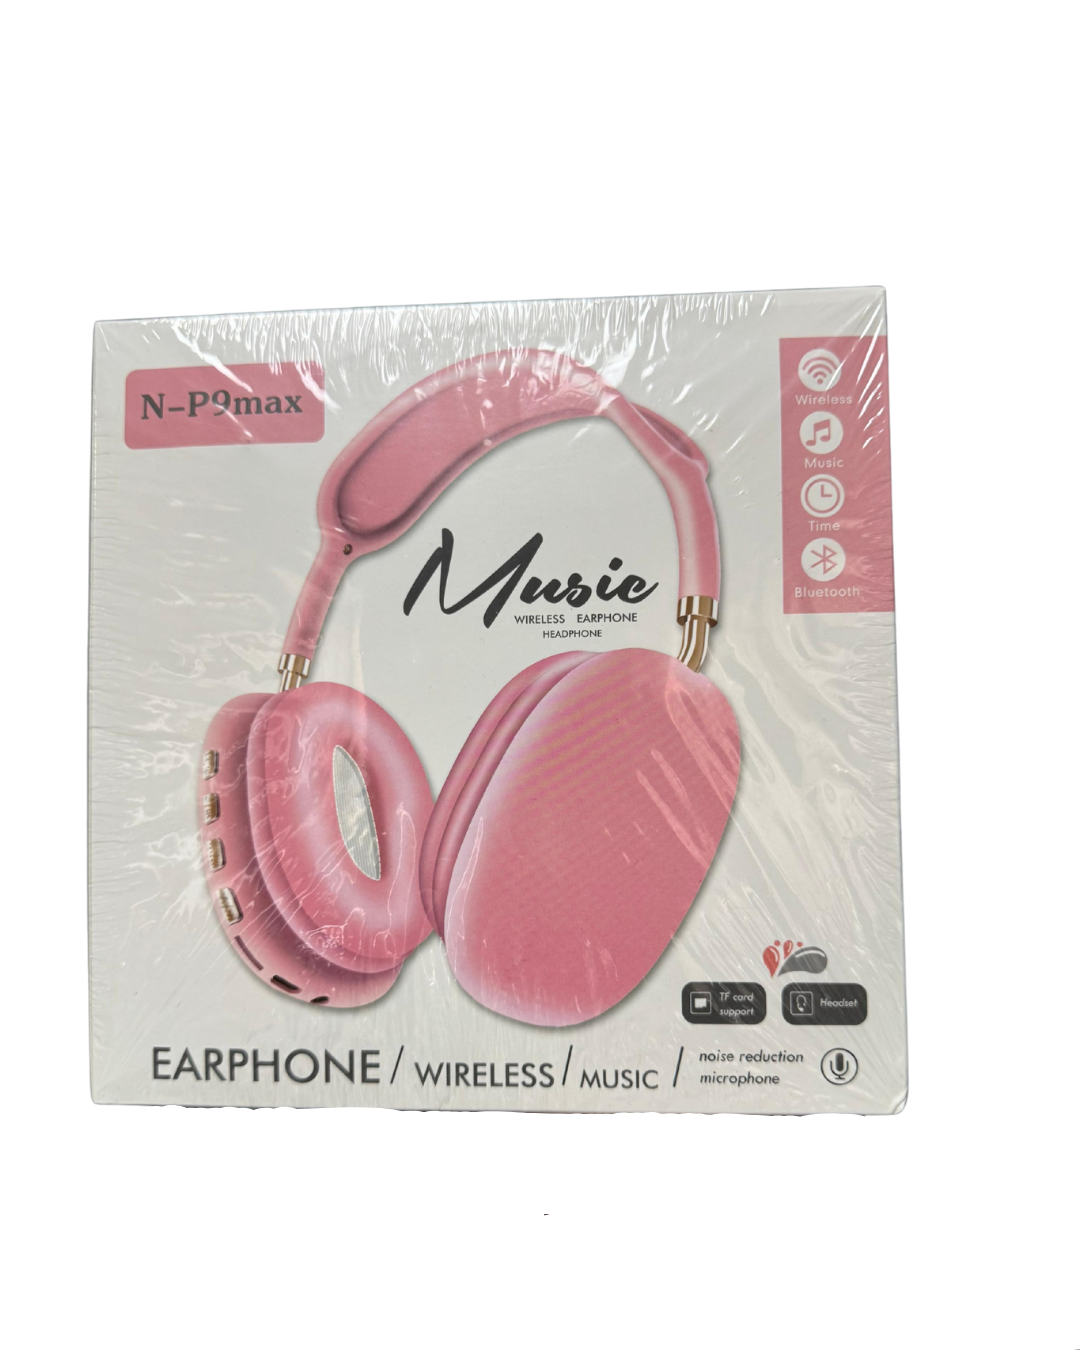 N-P9max
Wireless
Music
Time
Bluetooth
Music
WIRELESS EARPHONE
HEADPHONE
TF card
support
Headset
EARPHONE / WIRELESS / MUSIC /
noise reduction
microphone